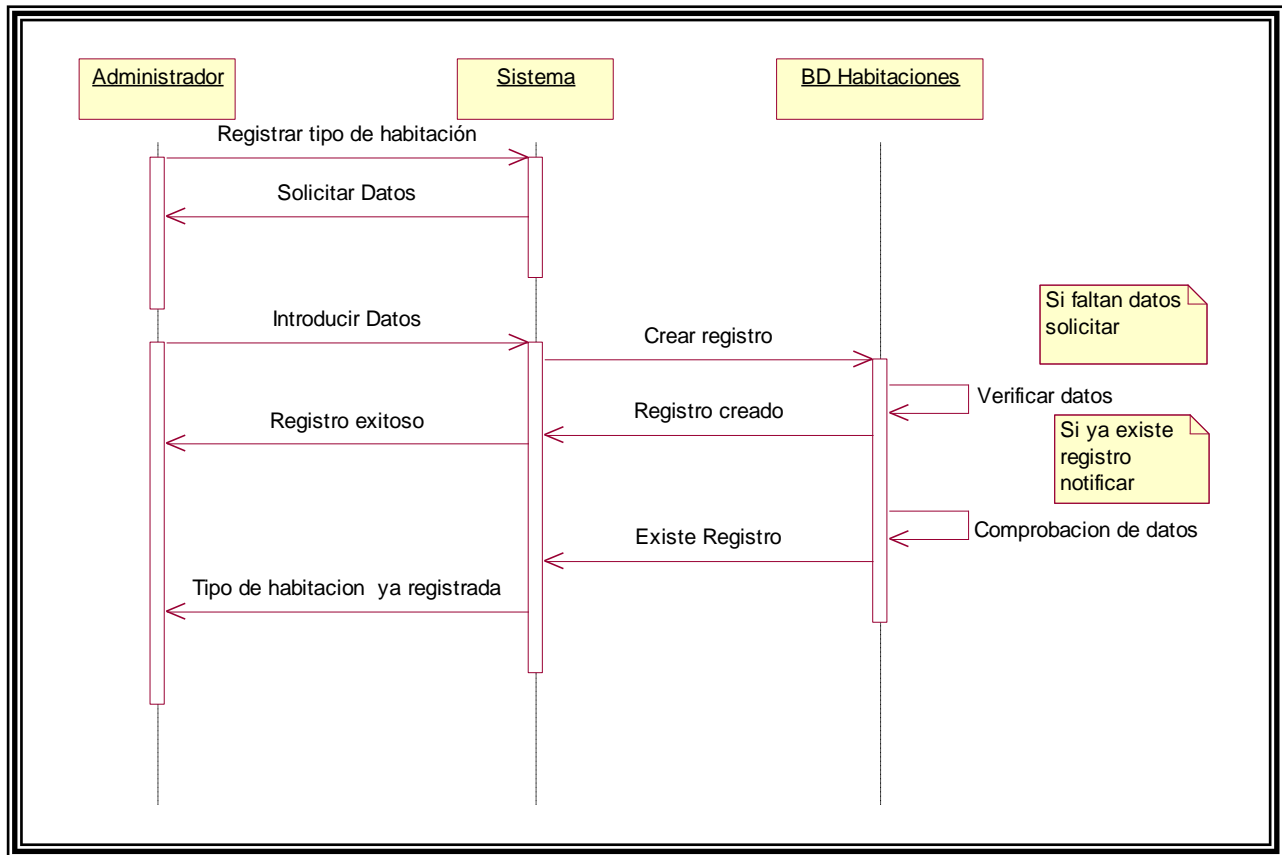 Administrador
Sistema
BD Habitaciones
Registrar tipo de habitación
Solicitar Datos
Si faltan datos
solicitar
Introducir Datos
Crear registro
Verificar datos
Registro creado
Registro exitoso
Si ya existe
registro
notificar
Comprobacion de datos
Existe Registro
Tipo de habitacion  ya registrada